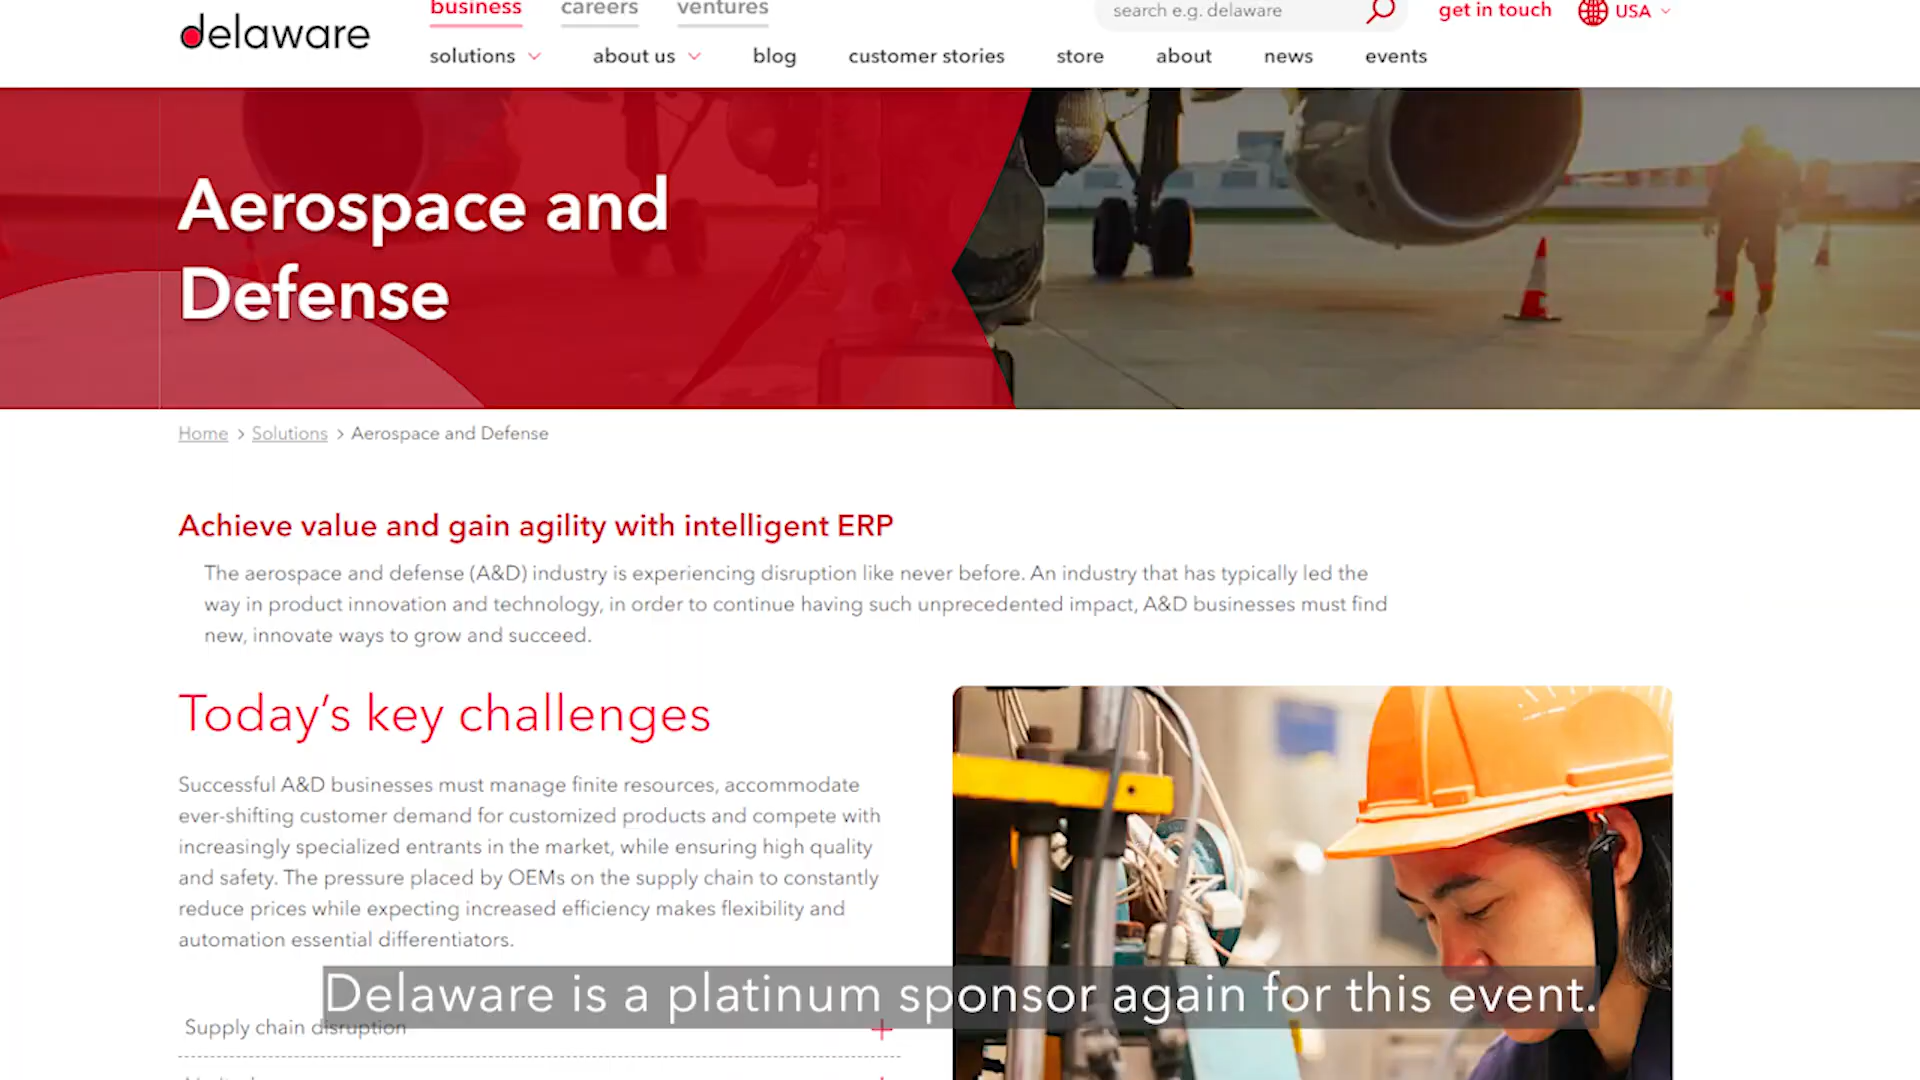 delaware
business careers ventures
search e.g. delaware
get in touch
USA
solutions about us blog customer stories store about news events
Aerospace and
Defense
Home > Solutions > Aerospace and Defense
Achieve value and gain agility with intelligent ERP
The aerospace and defense (A&D) industry is experiencing disruption like never before. An industry that has typically led the
way in product innovation and technology, in order to continue having such unprecedented impact, A&D businesses must find
new, innovate ways to grow and succeed.
Today's key challenges
Successful A&D businesses must manage finite resources, accommodate
ever-shifting customer demand for customized products and compete with
increasingly specialized entrants in the market, while ensuring high quality
and safety. The pressure placed by OEMs on the supply chain to constantly
reduce prices while expecting increased efficiency makes flexibility and
automation essential differentiators.
Delaware is a platinum sponsor again for this event.
Supply chain disruption